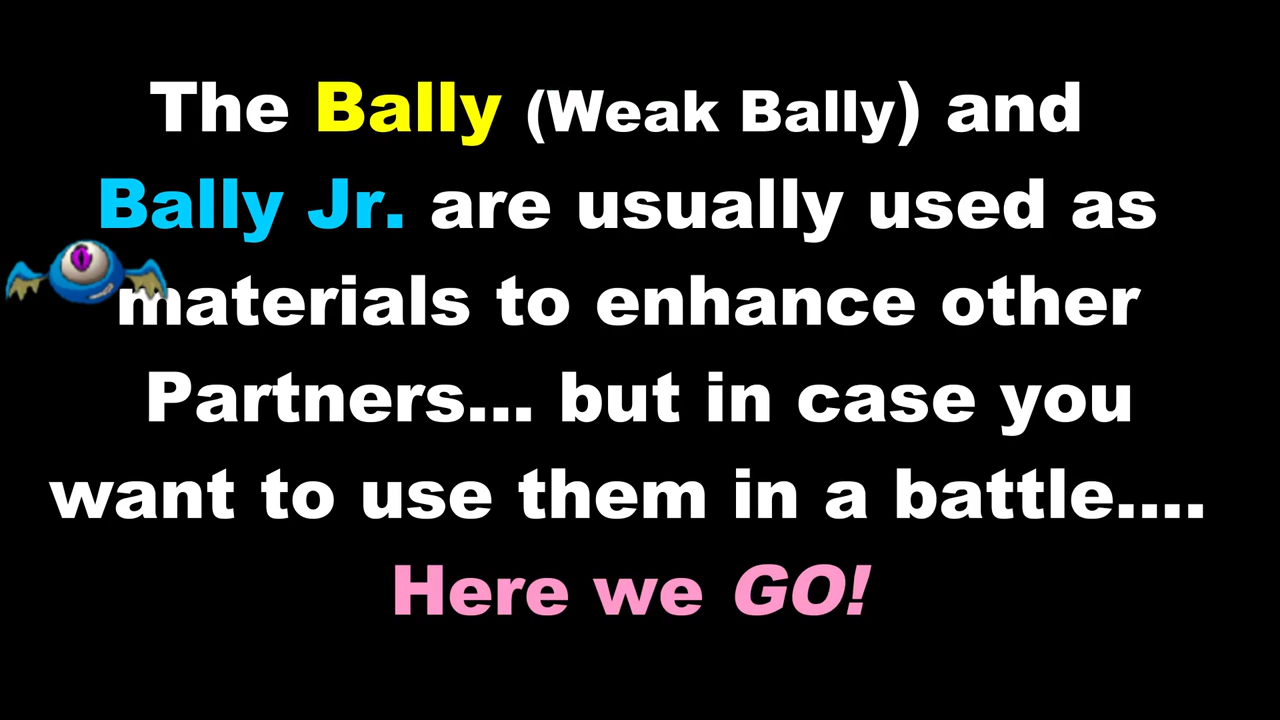 The Bally (Weak Bally) and
Bally Jr. are usually used as
materials to enhance other
Partners... but in case you
want to use them in a battle....
Here we GO!